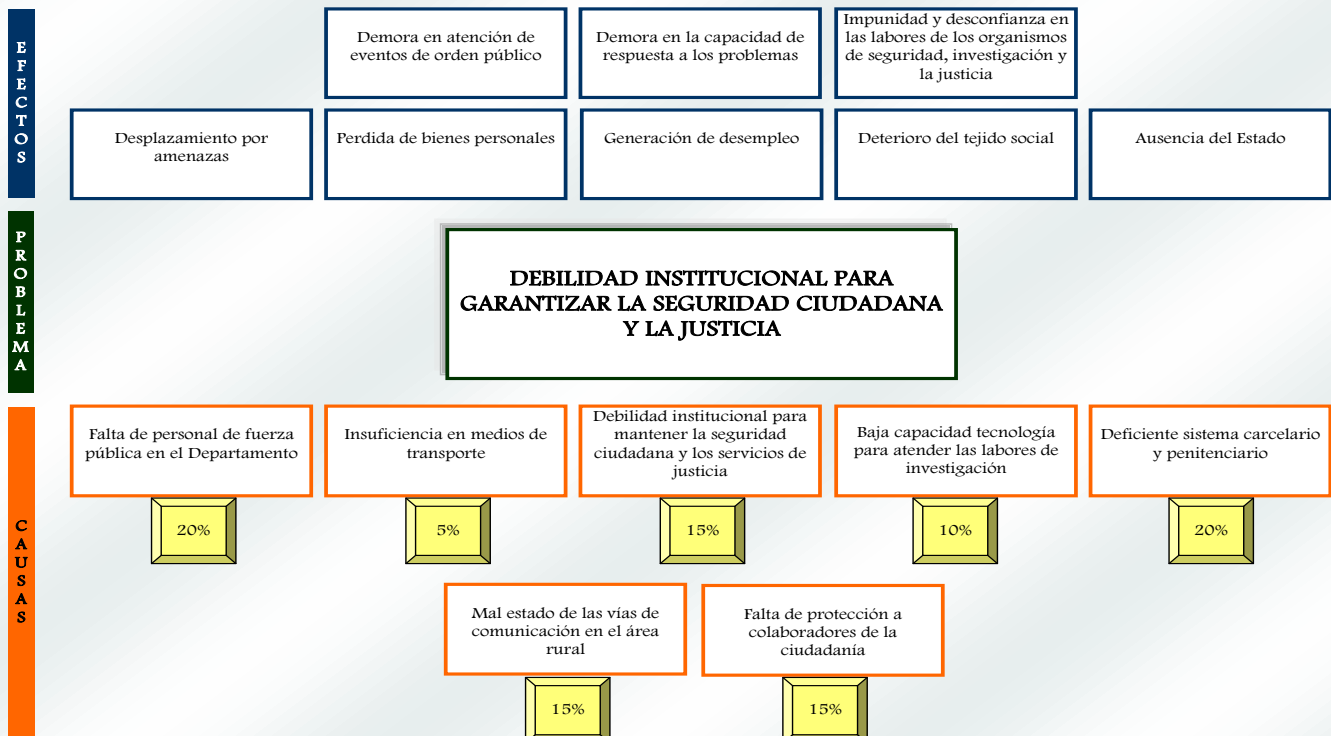 EFECTOS
Demora en atención de
eventos de orden público
Demora en la capacidad de
respuesta a los problemas
Impunidad y desconfianza en
las labores de los organismos
de seguridad, investigación y
la justicia
Desplazamiento por
amenazas
Perdida de bienes personales
Generación de desempleo
Deterioro del tejido social
Ausencia del Estado
PROBLEMA
DEBILIDAD INSTITUCIONAL PARA
GARANTIZAR LA SEGURIDAD CIUDADANA
Y LA JUSTICIA
CAUSAS
Falta de personal de fuerza
pública en el Departamento
20%
Insuficiencia en medios de
transporte
5%
Debilidad institucional para
mantener la seguridad
ciudadana y los servicios de
justicia
15%
Baja capacidad tecnología
para atender las labores de
investigación
10%
Deficiente sistema carcelario
y penitenciario
20%
Mal estado de las vías de
comunicación en el área
rural
15%
Falta de protección a
colaboradores de la
ciudadanía
15%